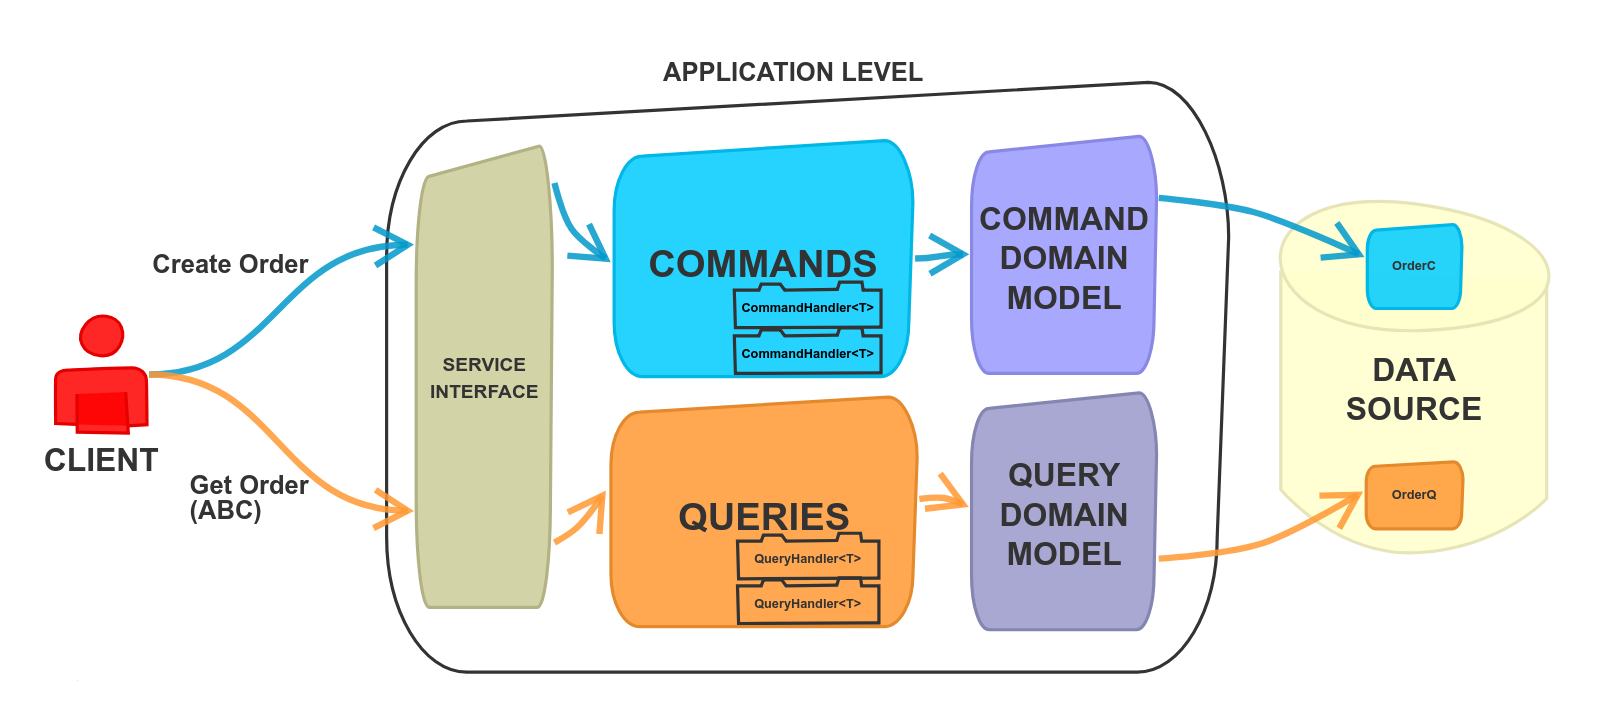 APPLICATION LEVEL
Create Order
CLIENT
Get Order
(ABC)
SERVICE
INTERFACE
COMMANDS
CommandHandler<T>
CommandHandler<T>
QUERIES
QueryHandler<T>
QueryHandler<T>
COMMAND
DOMAIN
MODEL
QUERY
DOMAIN
MODEL
OrderC
DATA
SOURCE
OrderQ